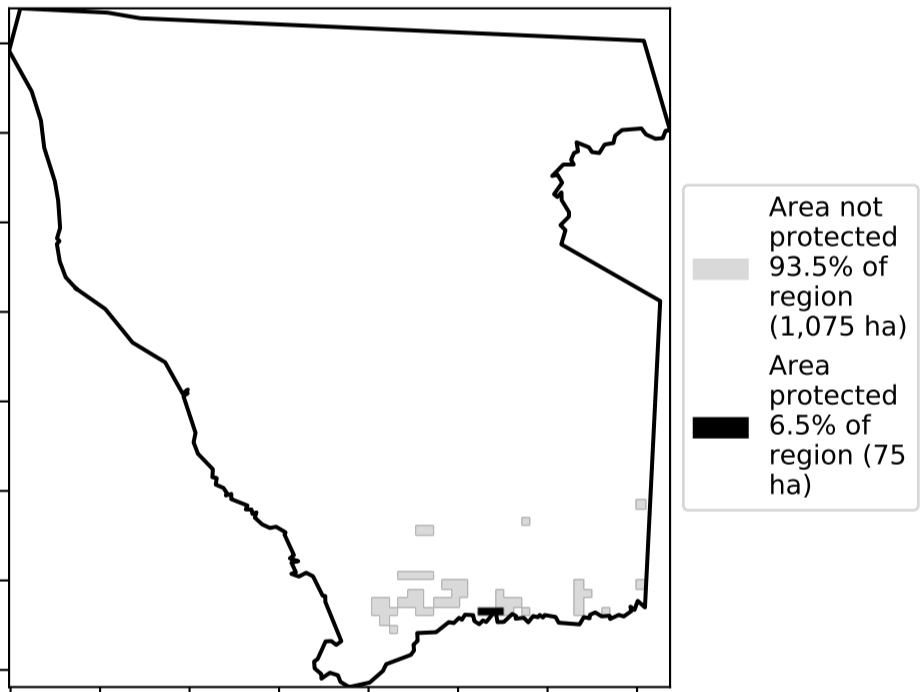 Area not
protected
93.5% of
region
(1,075 ha)
Area
protected
6.5% of
region (75
ha)